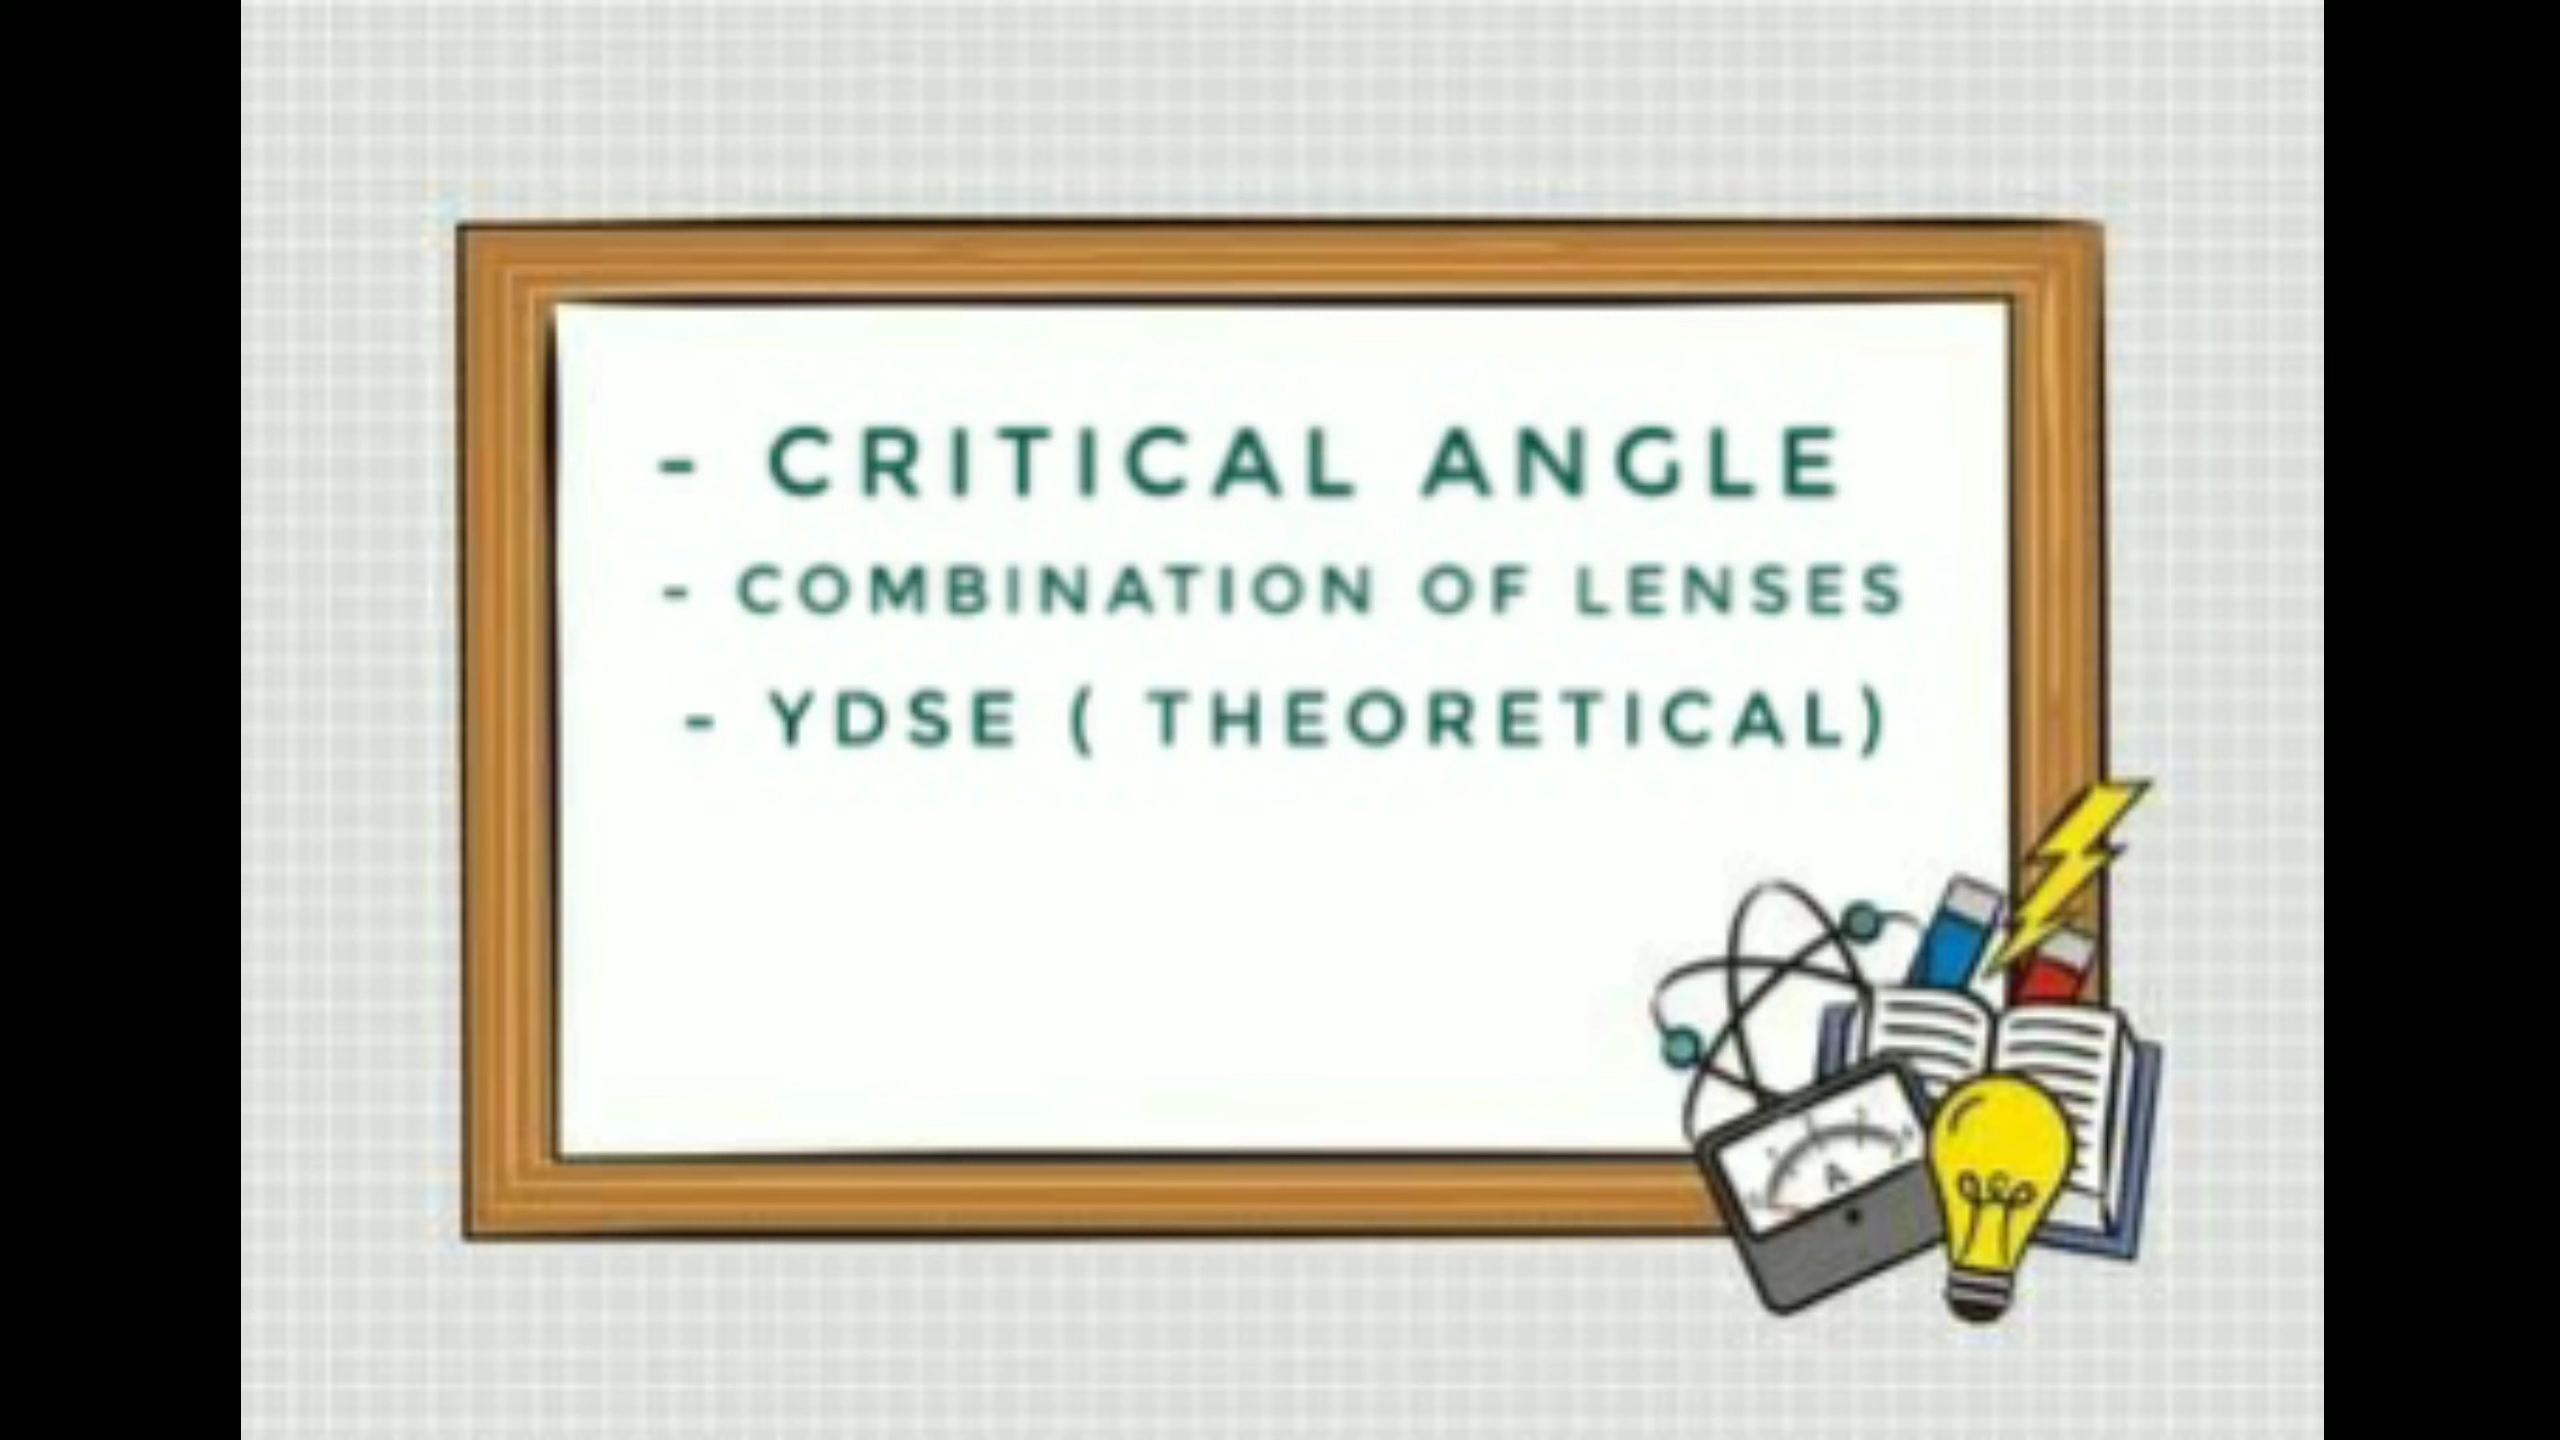 - CRITICAL ANGLE
- COMBINATION OF LENSES
- YDSE ( THEORETICAL)
A